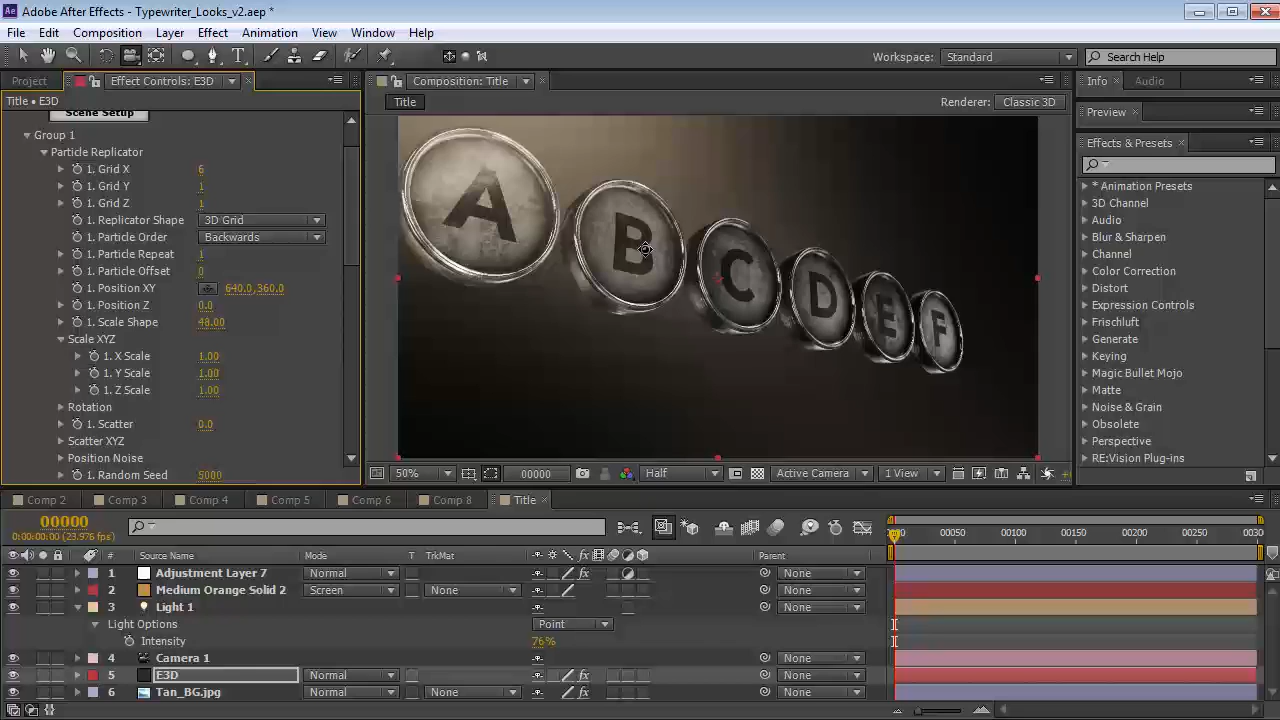 Adobe After Effects - Typewriter_Looks_v2.aep *
File Edit Composition Layer Effect Animation View Window Help
Workspace: Standard Search Help
Project Effect Controls: E3D Composition: Title Info Audio
Title • E3D Title Renderer: Classic 3D
Scene Setup
Group 1
Particle Replicator
1. Grid X 6
1. Grid Y 1
1. Grid Z 1
1. Replicator Shape 3D Grid
1. Particle Order Backwards
1. Particle Repeat 1
1. Particle Offset 0
1. Position XY 640.0,360.0
1. Position Z 0.0
1. Scale Shape 48.00
Scale XYZ
1. X Scale 1.00
1. Y Scale 1.00
1. Z Scale 1.00
Rotation
1. Scatter 0.0
Scatter XYZ
Position Noise
1. Random Seed 5000
A B C D E F
50% 00000 Half Active Camera 1 View
Preview
Effects & Presets
* Animation Presets
3D Channel
Audio
Blur & Sharpen
Channel
Color Correction
Distort
Expression Controls
Frischluft
Generate
Keying
Magic Bullet Mojo
Matte
Noise & Grain
Obsolete
Perspective
RE:Vision Plug-ins
Comp 2 Comp 3 Comp 4 Comp 5 Comp 6 Comp 8 Title
00000
0:00:00:00 (23.976 fps)
00050 00100 00150 00200 00250
# Source Name Mode T TrkMat Parent
1 Adjustment Layer 7 Normal None
2 Medium Orange Solid 2 Screen None None
3 Light 1 None
Light Options Point
Intensity 76%
4 Camera 1 None
5 E3D Normal None None
6 Tan_BG.jpg Normal None None